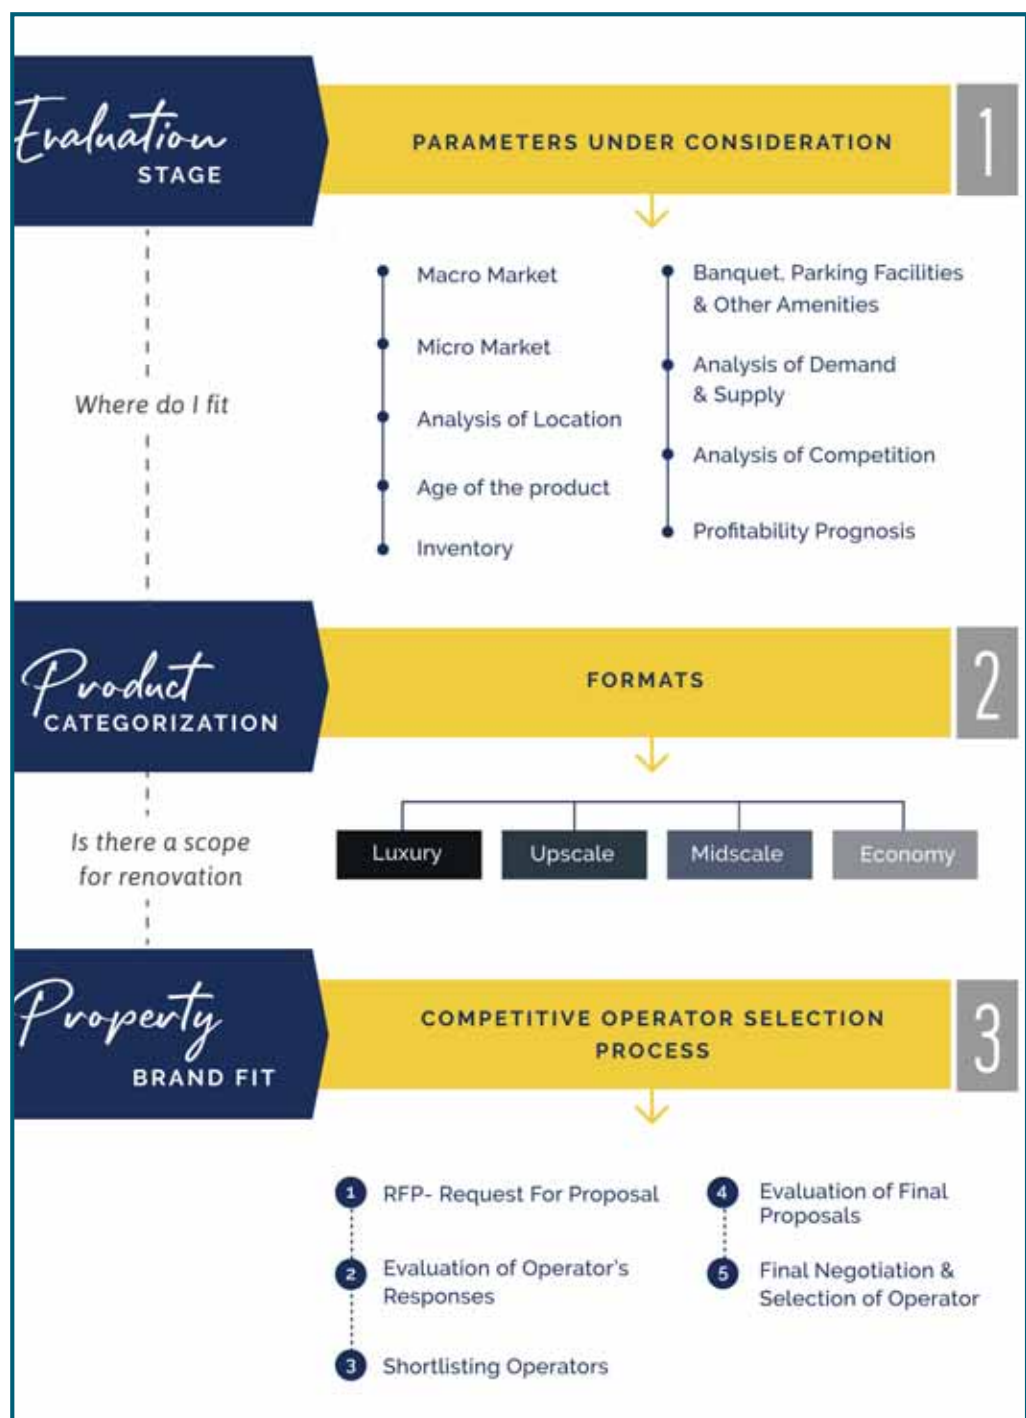 Evaluation
STAGE
PARAMETERS UNDER CONSIDERATION
1
Where do I fit
Macro Market
Micro Market
Analysis of Location
Age of the product
Inventory
Banquet, Parking Facilities
& Other Amenities
Analysis of Demand
& Supply
Analysis of Competition
Profitability Prognosis
Product
CATEGORIZATION
FORMATS
2
Is there a scope
for renovation
Luxury
Upscale
Midscale
Economy
Property
BRAND FIT
COMPETITIVE OPERATOR SELECTION
PROCESS
3
1 RFP- Request For Proposal
2 Evaluation of Operator's
Responses
3 Shortlisting Operators
4 Evaluation of Final
Proposals
5 Final Negotiation &
Selection of Operator